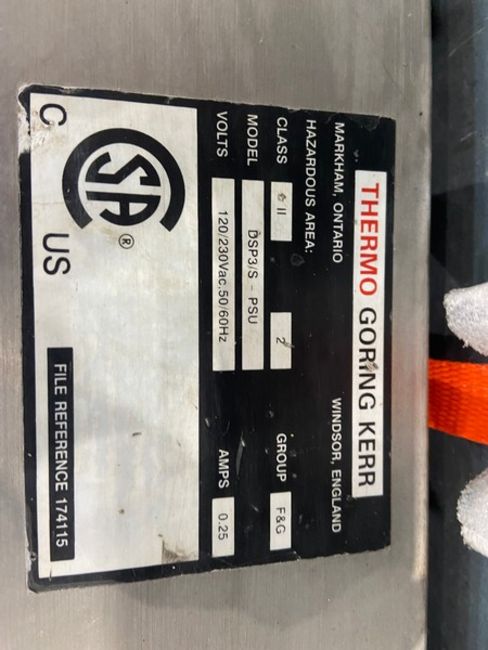 THERMO GORING KERR
MARKHAM, ONTARIO WINDSOR, ENGLAND
HAZARDOUS AREA:
CLASS II 2 GROUP F&G
MODEL DSP3/S - PSU
VOLTS 120/230Vac.50/60Hz AMPS 0.25
SA®
C US
FILE REFERENCE 174115